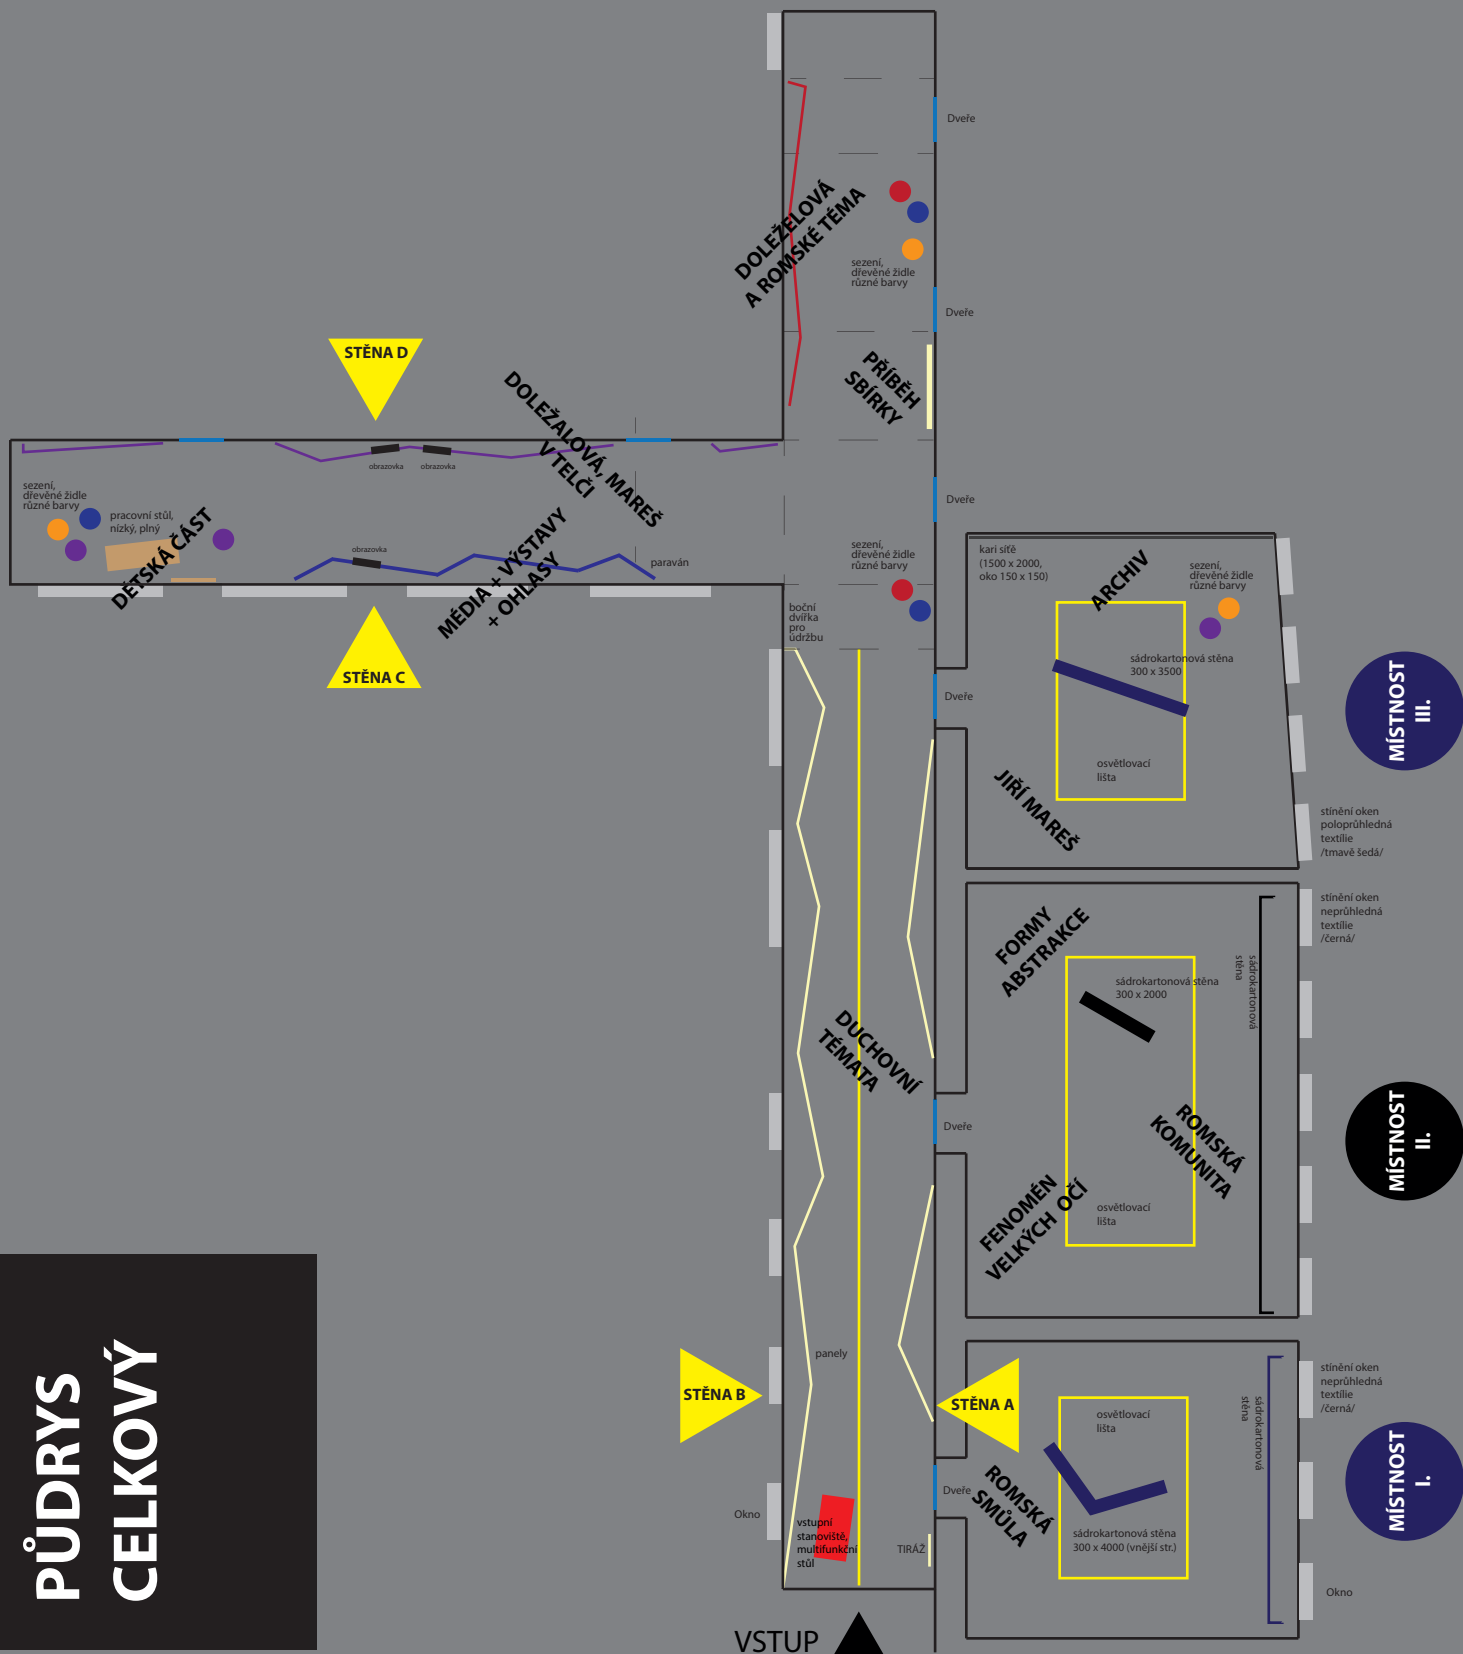 Dveře
DOLEŽELOVÁ
A ROMSKÉ TÉMA
sezení,
dřevěné židle
různé barvy
Dveře
STĚNA D
PŘÍBĚH
SBÍRKY
DOLEŽALOVÁ, MAREŠ
V TELČI
obrazovka
obrazovka
sezení,
dřevěné židle
různé barvy
pracovní stůl,
nízký, plný
DĚTSKÁ ČÁST
obrazovka
MÉDIA + VÝSTAVY
+ OHLASY
paraván
Dveře
sezení,
dřevěné židle
různé barvy
boční
dvířka
pro
údržbu
STĚNA C
kari sítě
(1500 x 2000,
oko 150 x 150)
ARCHIV
sezení,
dřevěné židle
různé barvy
sádrokartonová stěna
300 x 3500
Dveře
MÍSTNOST
III.
osvětlovací
lišta
JIŘÍ MAREŠ
stínění oken
poloprůhledná
textílie
/tmavě šedá/
FORMY
ABSTRAKCE
stínění oken
neprůhledná
textílie
/černá/
sádrokartonová stěna
300 x 2000
sádrokartonová
stěna
DUCHOVNÍ
TÉMATA
Dveře
ROMSKÁ
KOMUNITA
MÍSTNOST
II.
FENOMÉN
VELKÝCH OČÍ
osvětlovací
lišta
panely
STĚNA B
STĚNA A
osvětlovací
lišta
stínění oken
neprůhledná
textílie
/černá/
sádrokartonová
stěna
MÍSTNOST
I.
Dveře
ROMSKÁ
SMŮLA
Okno
vstupní
stanoviště,
multifunkční
stůl
TIRÁŽ
sádrokartonová stěna
300 x 4000 (vnější str.)
Okno
VSTUP
PŮDRYS
CELKOVÝ